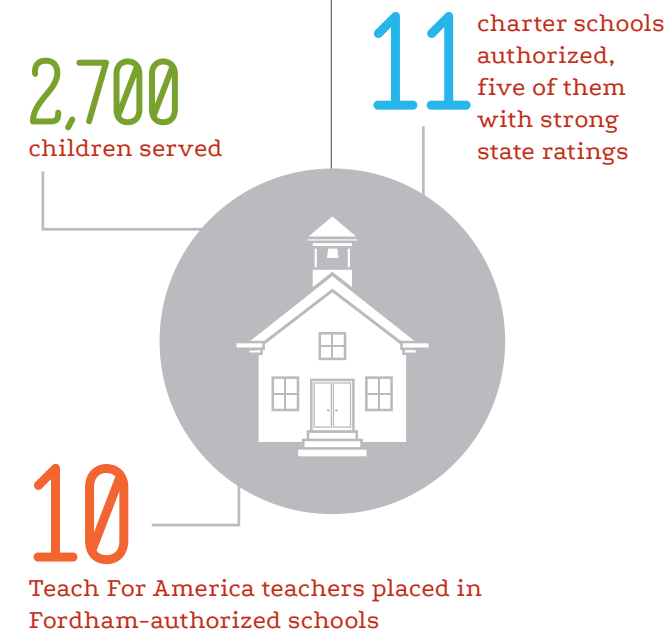 2,700
children served
11
charter schools
authorized,
five of them
with strong
state ratings
10
Teach For America teachers placed in
Fordham-authorized schools